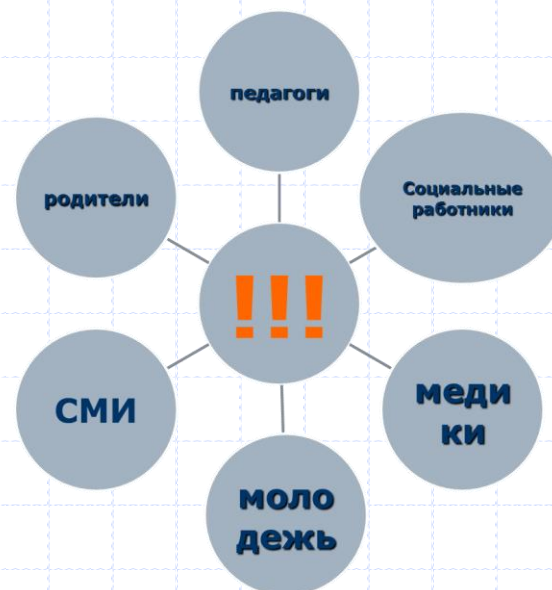 педагоги
Социальные
работники
родители
!!!
СМИ
меди
ки
моло
дежь